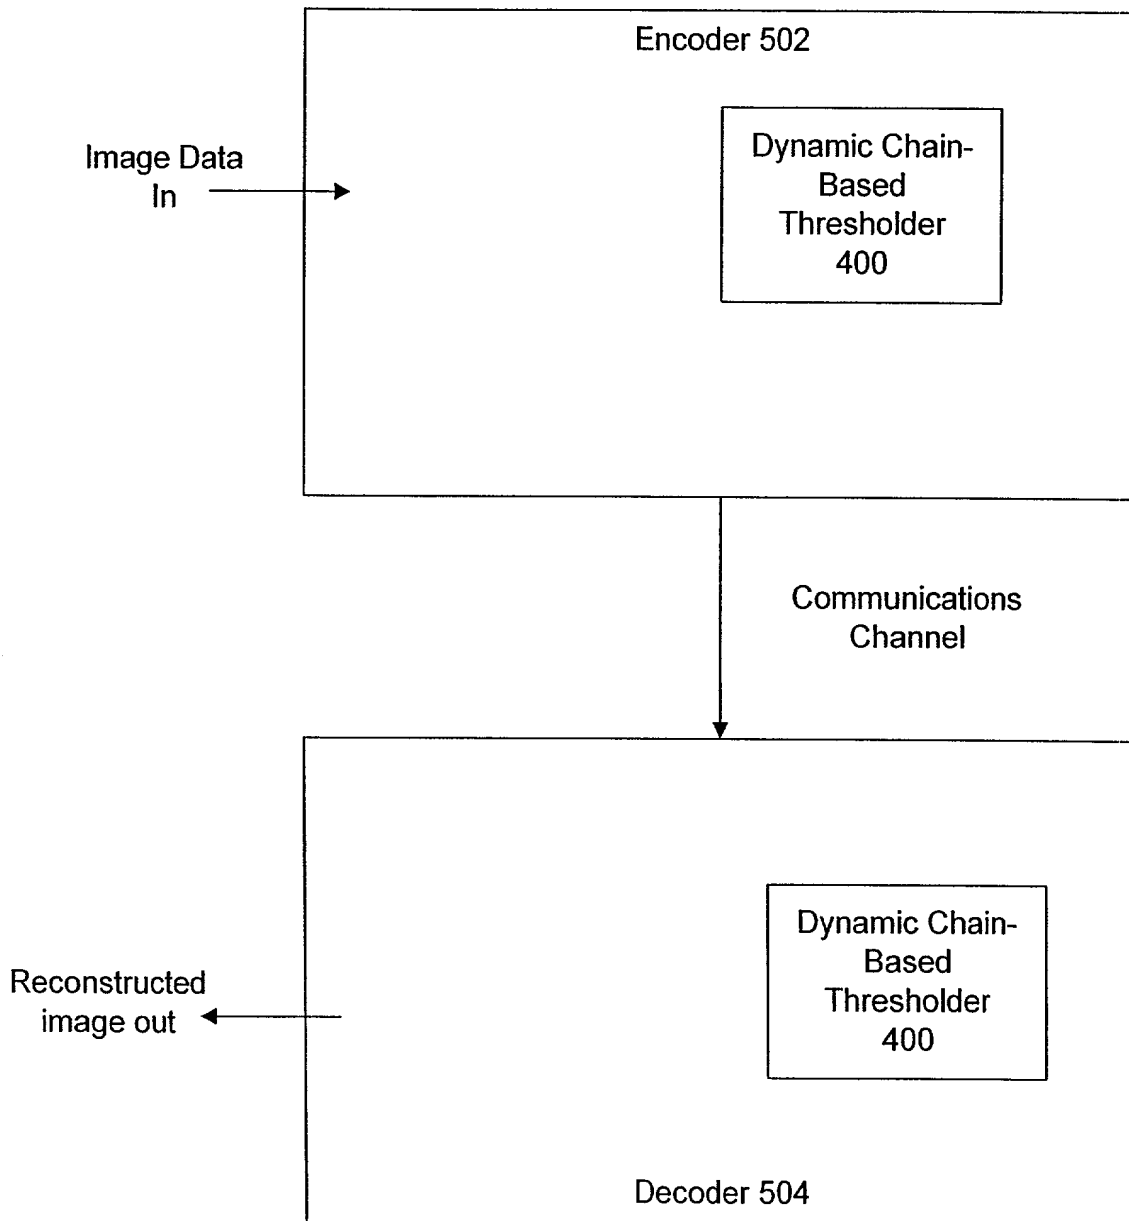 Encoder 502
Image Data
In
Dynamic Chain-
Based
Thresholder
400
Communications
Channel
Dynamic Chain-
Based
Thresholder
400
Reconstructed
image out
Decoder 504